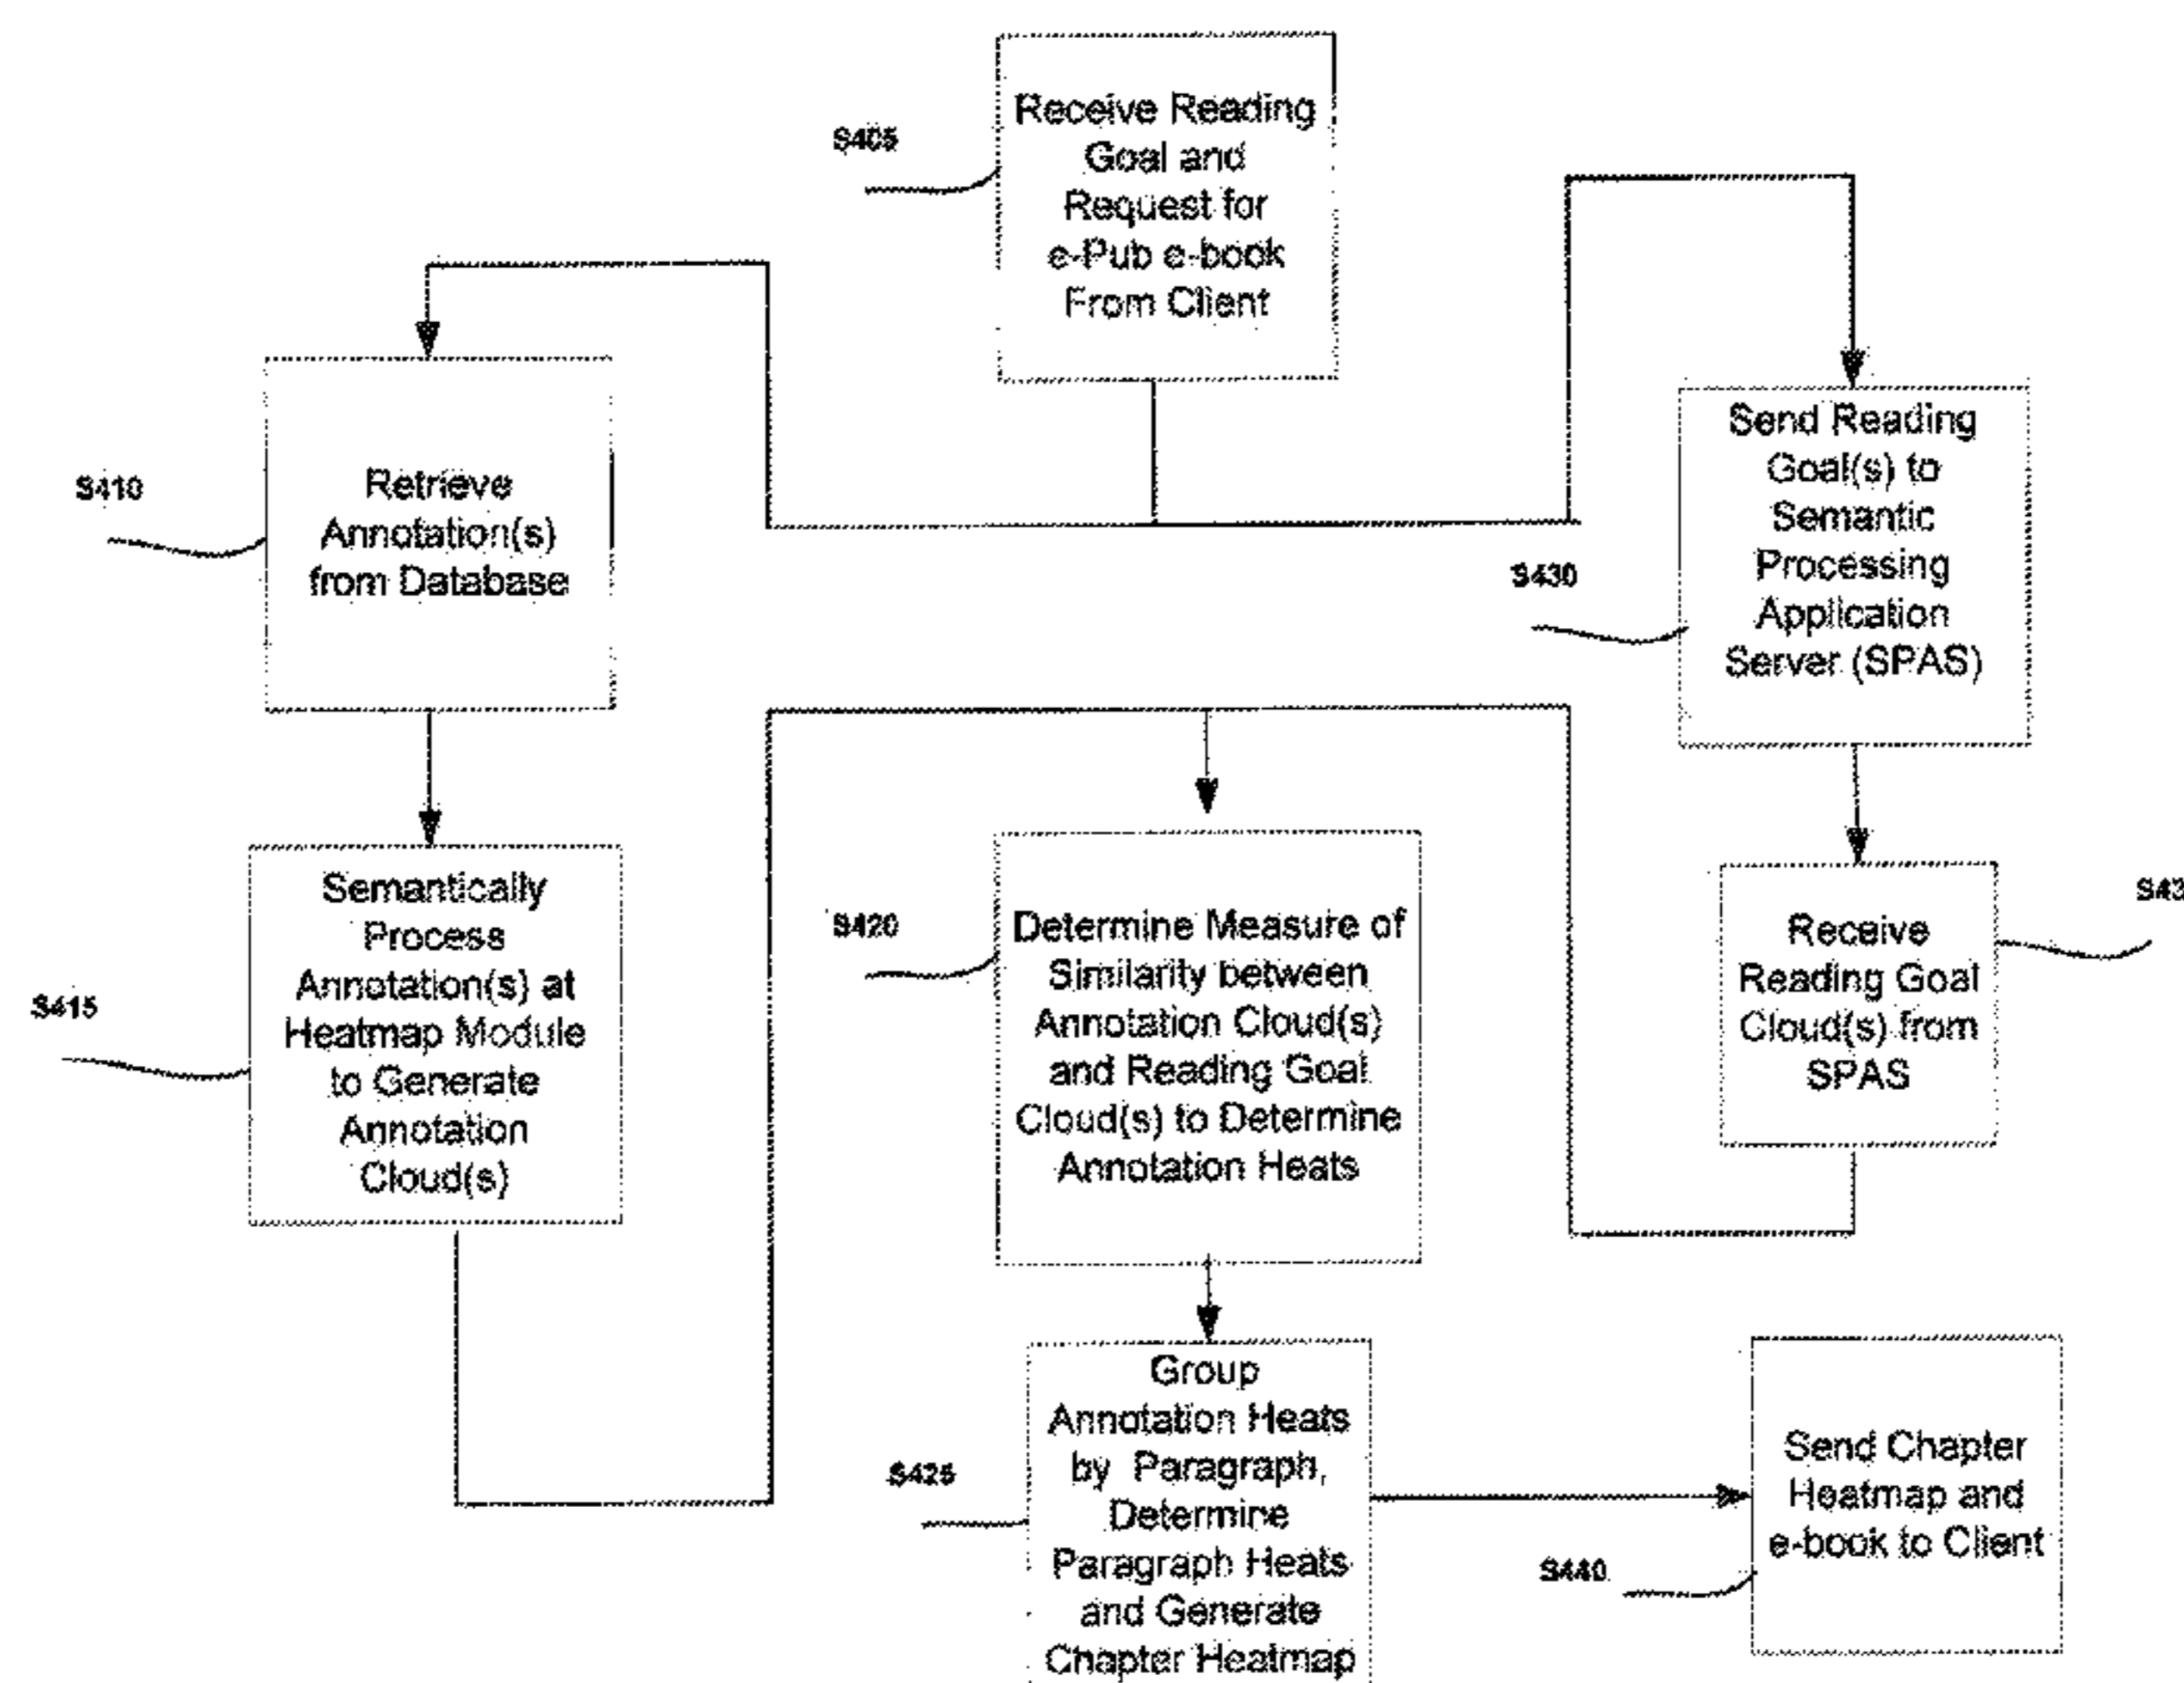 S405
Receive Reading
Goal and
Request for
e-Pub e-book
From Client
S410
Retrieve
Annotation(s)
from Database
S430
Send Reading
Goal(s) to
Semantic
Processing
Application
Server (SPAS)
S415
Semantically
Process
Annotation(s) at
Heatmap Module
to Generate
Annotation
Cloud(s)
S420
Determine Measure of
Similarity between
Annotation Cloud(s)
and Reading Goal
Cloud(s) to Determine
Annotation Heats
S43
Receive
Reading Goal
Cloud(s) from
SPAS
S425
Group
Annotation Heats
by Paragraph,
Determine
Paragraph Heats
and Generate
Chapter Heatmap
S440
Send Chapter
Heatmap and
e-book to Client